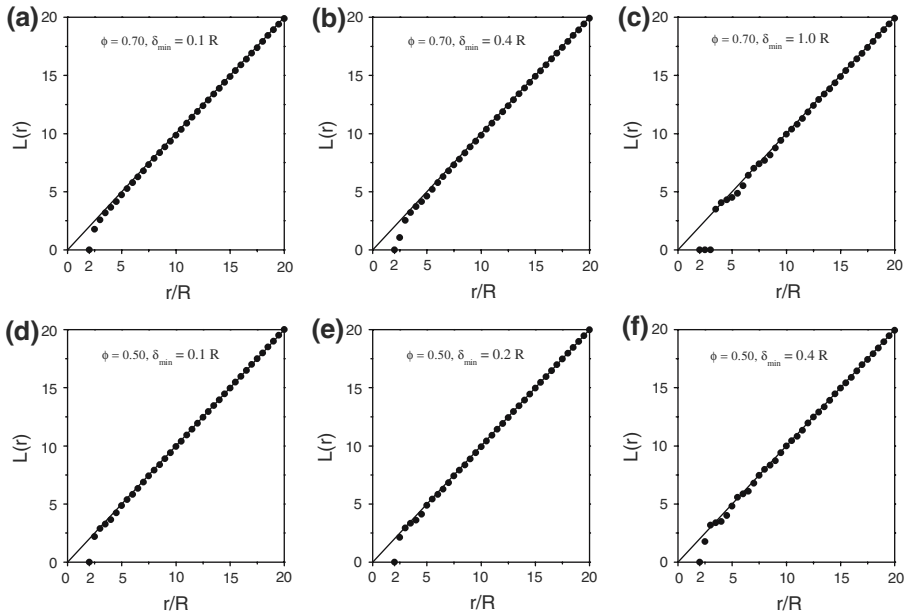 (a)
ϕ = 0.70, δmin = 0.1 R
L(r)
20
15
10
5
0
0 2 5 10 15 20
r/R
(b)
ϕ = 0.70, δmin = 0.4 R
L(r)
20
15
10
5
0
0 2 5 10 15 20
r/R
(c)
ϕ = 0.70, δmin = 1.0 R
L(r)
20
15
10
5
0
0 2 5 10 15 20
r/R
(d)
ϕ = 0.50, δmin = 0.1 R
L(r)
20
15
10
5
0
0 2 5 10 15 20
r/R
(e)
ϕ = 0.50, δmin = 0.2 R
L(r)
20
15
10
5
0
0 2 5 10 15 20
r/R
(f)
ϕ = 0.50, δmin = 0.4 R
L(r)
20
15
10
5
0
0 2 5 10 15 20
r/R